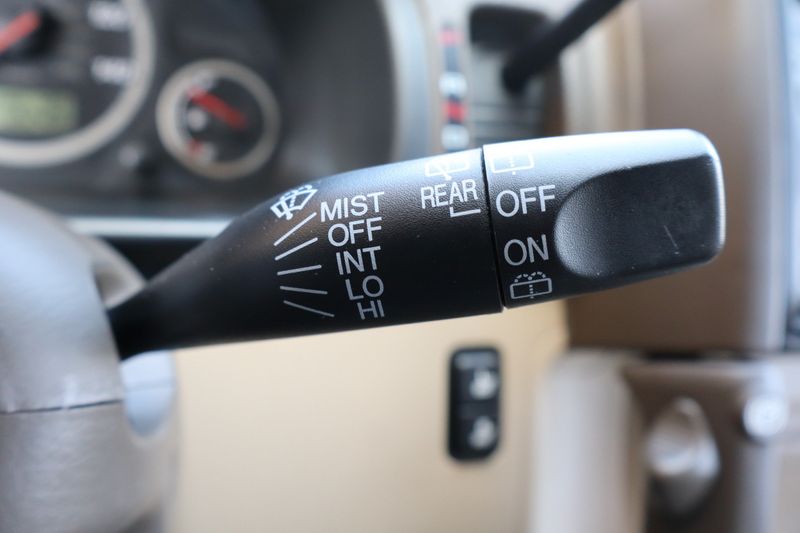 MIST
OFF
INT
LO
HI
REAR
OFF
ON